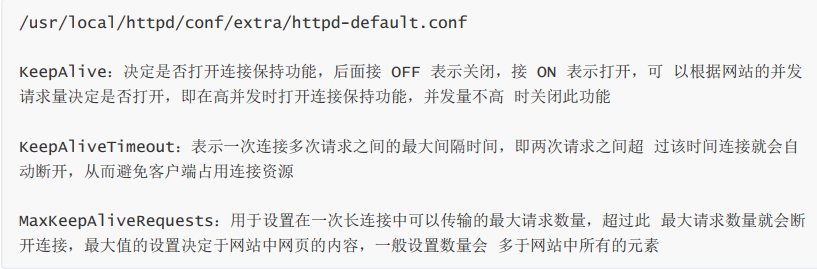 /usr/local/httpd/conf/extra/httpd-default.conf
KeepAlive：决定是否打开连接保持功能，后面接 OFF 表示关闭，接 ON 表示打开，可 以根据网站的并发
请求量决定是否打开，即在高并发时打开连接保持功能，并发量不高 时关闭此功能
KeepAliveTimeout：表示一次连接多次请求之间的最大间隔时间，即两次请求之间超 过该时间连接就会自
动断开，从而避免客户端占用连接资源
MaxKeepAliveRequests：用于设置在一次长连接中可以传输的最大请求数量，超过此 最大请求数量就会断
开连接，最大值的设置决定于网站中网页的内容，一般设置数量会 多于网站中所有的元素